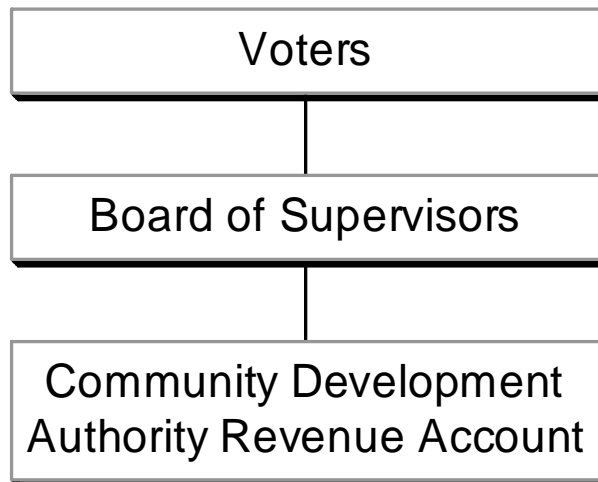 Voters
Board of Supervisors
Community Development
Authority Revenue Account